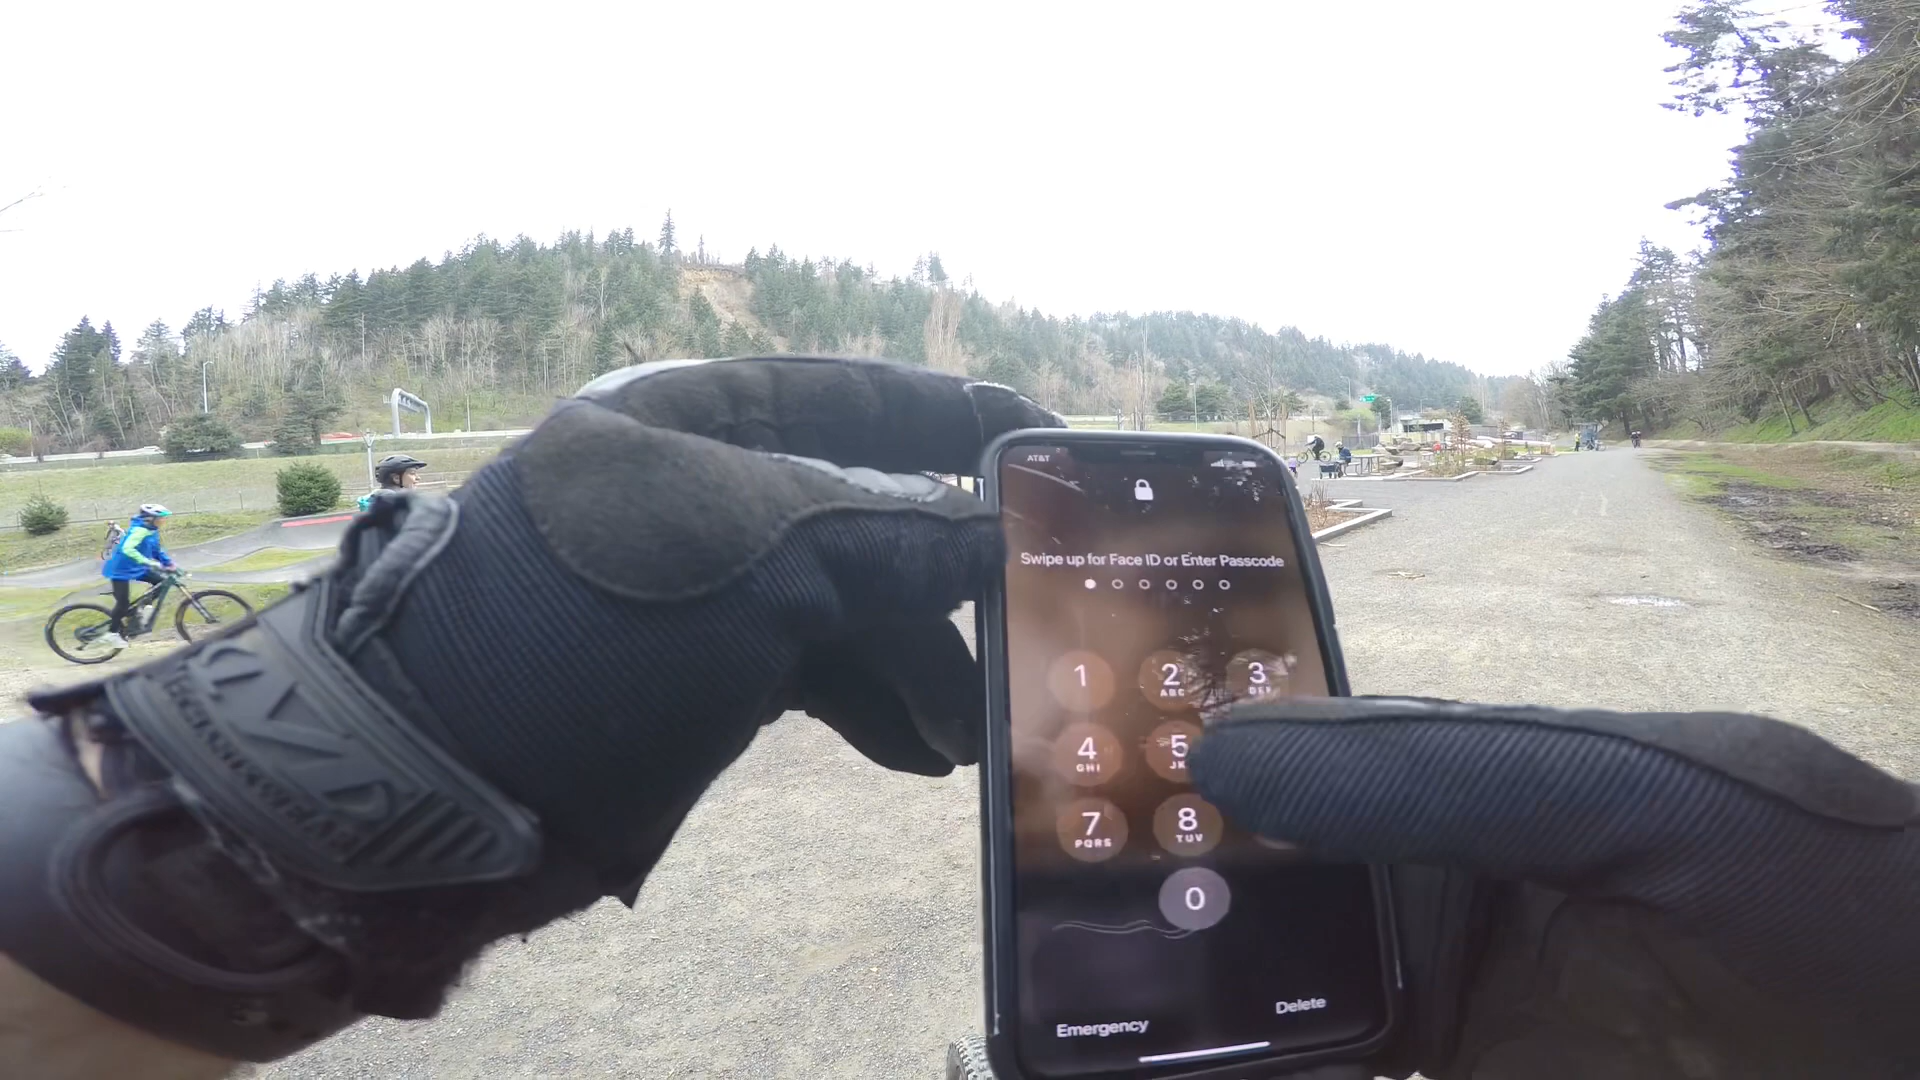 AT&T
Swipe up for Face ID or Enter Passcode
1
2
ABC
3
DEF
4
GHI
5
JK
7
PQRS
8
TUV
0
Delete
Emergency